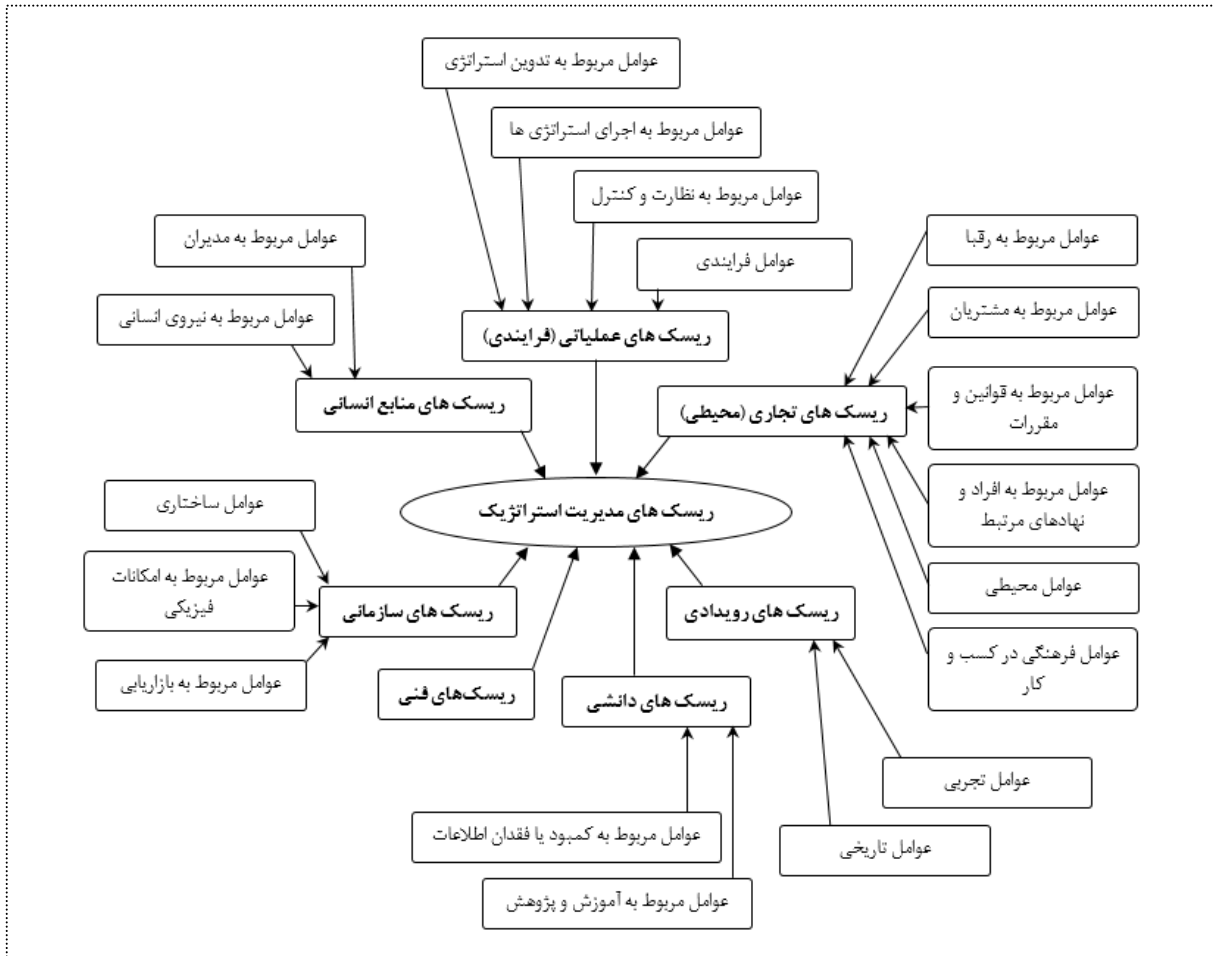 عوامل مربوط به تدوین استراتژی
عوامل مربوط به اجرای استراتژی ها
عوامل مربوط به نظارت و کنترل
عوامل فرایندی
ریسک های عملیاتی (فرایندی)
عوامل مربوط به مدیران
عوامل مربوط به نیروی انسانی
ریسک های منابع انسانی
عوامل مربوط به رقبا
عوامل مربوط به مشتریان
عوامل مربوط به قوانین و
مقررات
عوامل مربوط به افراد و
نهادهای مرتبط
عوامل محیطی
عوامل فرهنگی در کسب و
کار
ریسک های تجاری (محیطی)
ریسک های مدیریت استراتژیک
عوامل ساختاری
عوامل مربوط به امکانات
فیزیکی
عوامل مربوط به بازاریابی
ریسک های سازمانی
ریسک‌های فنی
ریسک های دانشی
ریسک های رویدادی
عوامل تجربی
عوامل تاریخی
عوامل مربوط به کمبود یا فقدان اطلاعات
عوامل مربوط به آموزش و پژوهش